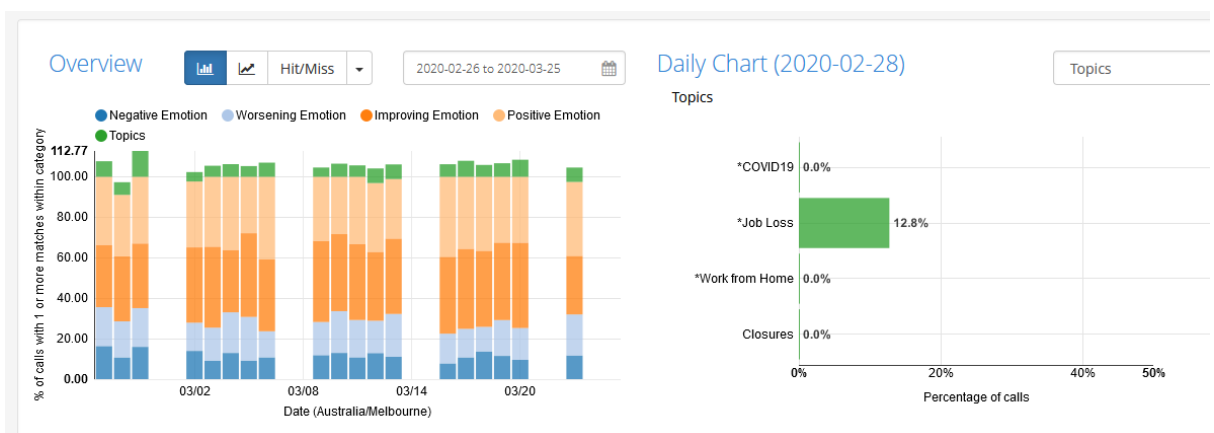 Overview
Hit/Miss
2020-02-26 to 2020-03-25
Negative Emotion Worsening Emotion Improving Emotion Positive Emotion
Topics
% of calls with 1 or more matches within category
112.77
100.00
80.00
60.00
40.00
20.00
0.00
03/02 03/08 03/14 03/20
Date (Australia/Melbourne)
Daily Chart (2020-02-28)
Topics
Topics
*COVID19 0.0%
*Job Loss 12.8%
*Work from Home 0.0%
Closures 0.0%
0% 20% 40% 50%
Percentage of calls